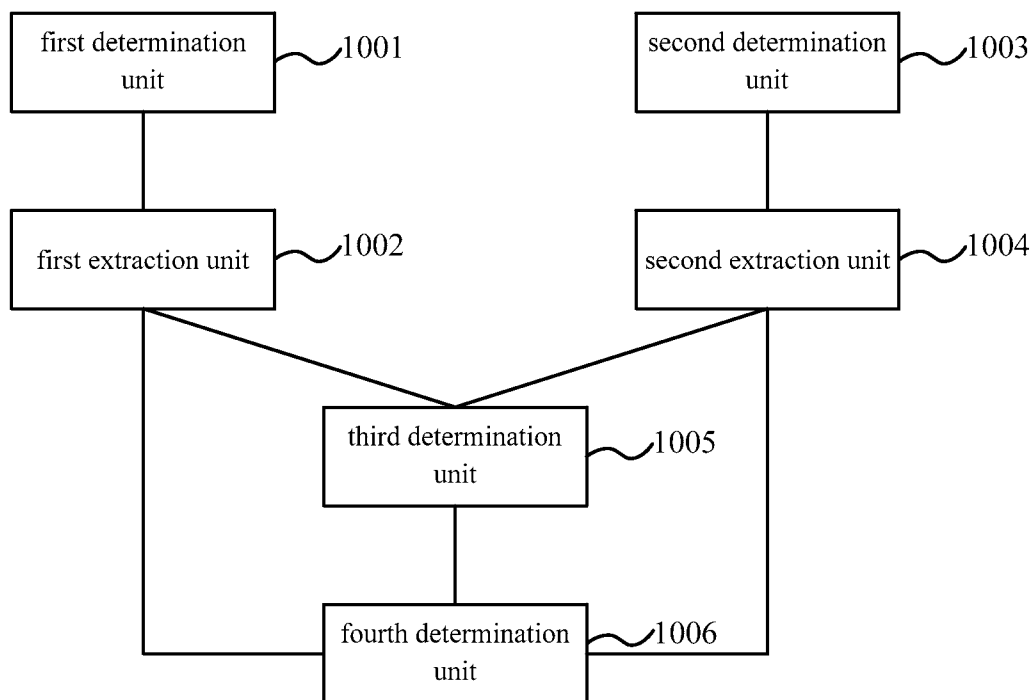 first determination
unit
1001
second determination
unit
1003
first extraction unit
1002
second extraction unit
1004
third determination
unit
1005
fourth determination
unit
1006